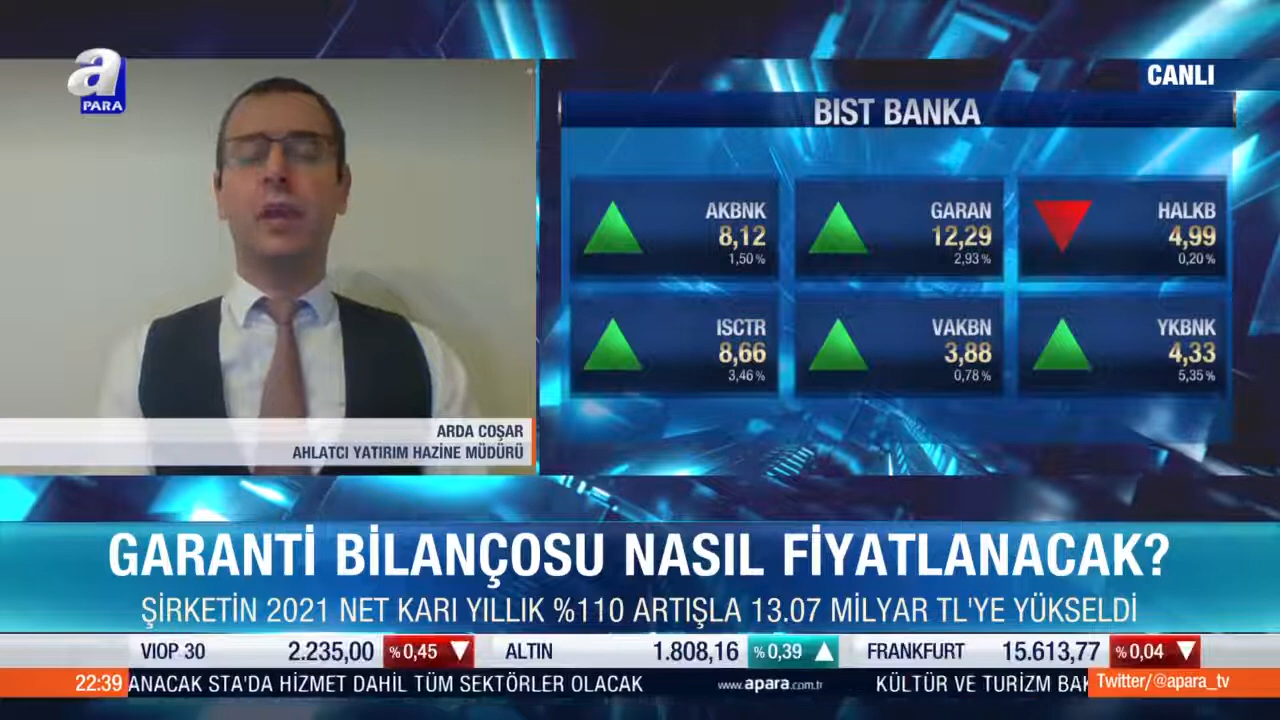 a
PARA
CANLI
BIST BANKA
AKBNK
8,12
1,50 %
GARAN
12,29
2,93 %
HALKB
4,99
0,20 %
ISCTR
8,66
3,46 %
VAKBN
3,88
0,78 %
YKBNK
4,33
5,35 %
ARDA COŞAR
AHLATCI YATIRIM HAZİNE MÜDÜRÜ
GARANTİ BİLANÇOSU NASIL FİYATLANACAK?
ŞİRKETİN 2021 NET KARI YILLIK %110 ARTIŞLA 13.07 MİLYAR TL'YE YÜKSELDİ
VIOP 30 2.235,00 %0,45 ALTIN 1.808,16 %0,39 FRANKFURT 15.613,77 %0,04
22:39 ANACAK STA'DA HİZMET DAHİL TÜM SEKTÖRLER OLACAK www.apara.com.tr KÜLTÜR VE TURİZM BAK Twitter/@apara_tv